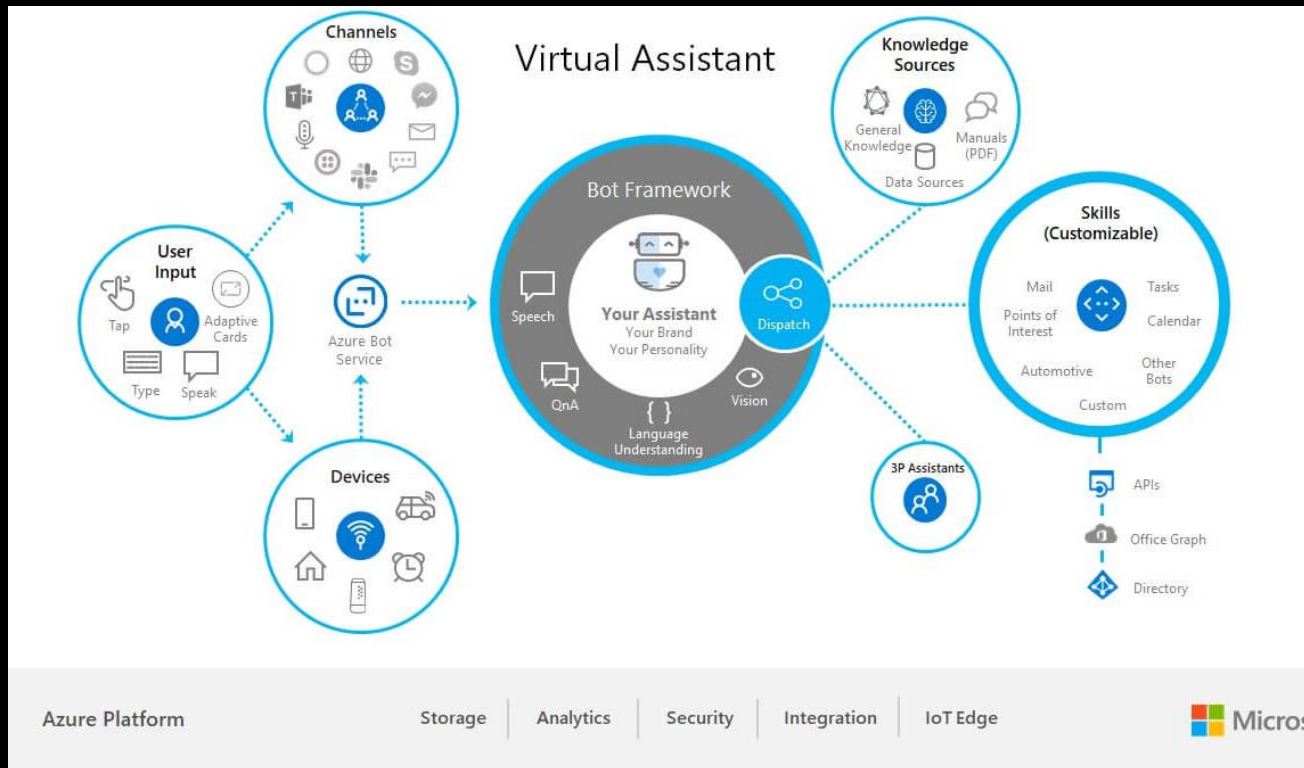 Virtual Assistant
Channels
User
Input
Tap
Adaptive
Cards
Type
Speak
Azure Bot
Service
Devices
Bot Framework
Speech
Your Assistant
Your Brand
Your Personality
Dispatch
QnA
Vision
{ }
Language
Understanding
Knowledge
Sources
General
Knowledge
Manuals
(PDF)
Data Sources
Skills
(Customizable)
Mail
Tasks
Points of
Interest
Calendar
Automotive
Other
Bots
Custom
3P Assistants
APIs
Office Graph
Directory
Azure Platform
Storage
Analytics
Security
Integration
IoT Edge
Micros